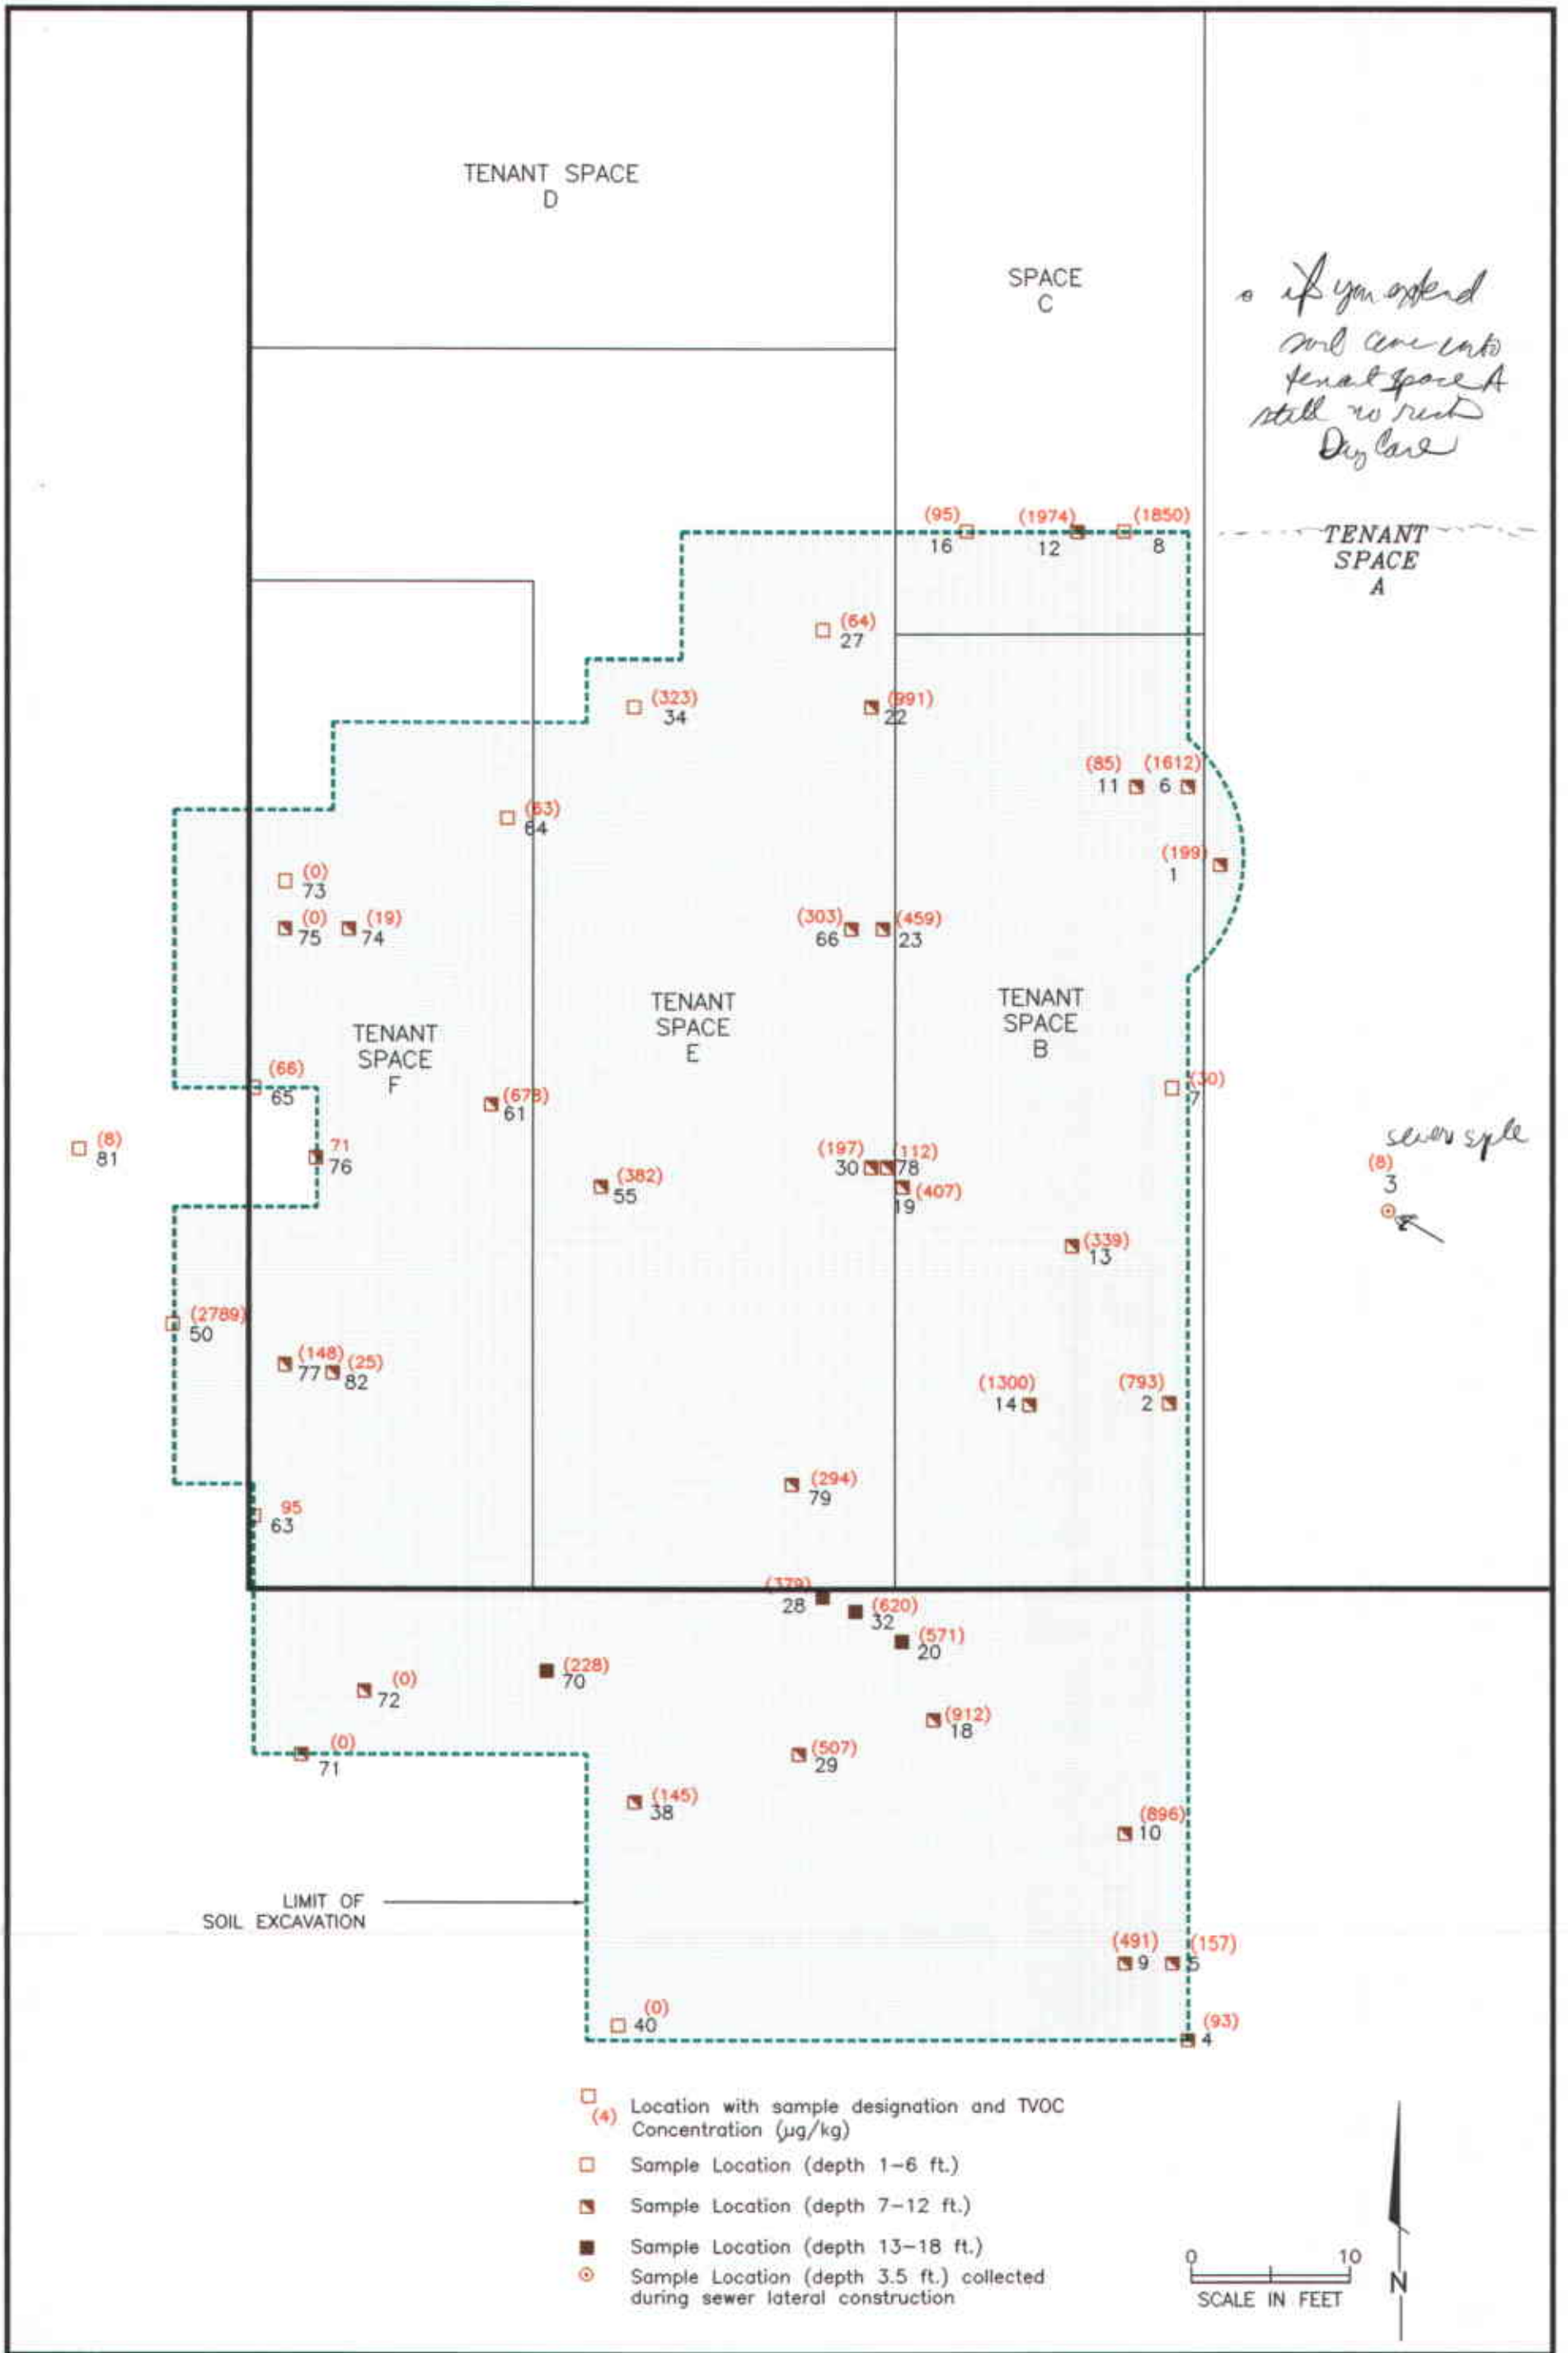 TENANT SPACE
D
SPACE
C
if you extend
into
tenant space A
still no
Day Care
TENANT
SPACE
A
(95)
16
(1974)
12
(1850)
8
(64)
27
(323)
34
(991)
22
(85)
11
(1612)
6
(63)
64
(199)
1
(0)
73
(0)
75
(19)
74
(303)
66
(459)
23
TENANT
SPACE
F
TENANT
SPACE
E
TENANT
SPACE
B
(66)
65
(678)
61
(30)
7
(8)
81
71
76
(382)
55
(197)
30
(112)
78
(407)
19
sewer
(8)
3
(339)
13
(2789)
50
(148)
77
(25)
82
(1300)
14
(793)
2
(294)
79
95
63
(379)
28
(620)
32
(571)
20
(228)
70
(0)
72
(912)
18
(0)
71
(507)
29
(145)
38
(896)
10
LIMIT OF
SOIL EXCAVATION
(491)
9
(157)
5
(0)
40
(93)
4
(4)
Location with sample designation and TVOC
Concentration (µg/kg)
Sample Location (depth 1-6 ft.)
Sample Location (depth 7-12 ft.)
Sample Location (depth 13-18 ft.)
Sample Location (depth 3.5 ft.) collected
during sewer lateral construction
0 10
SCALE IN FEET
N